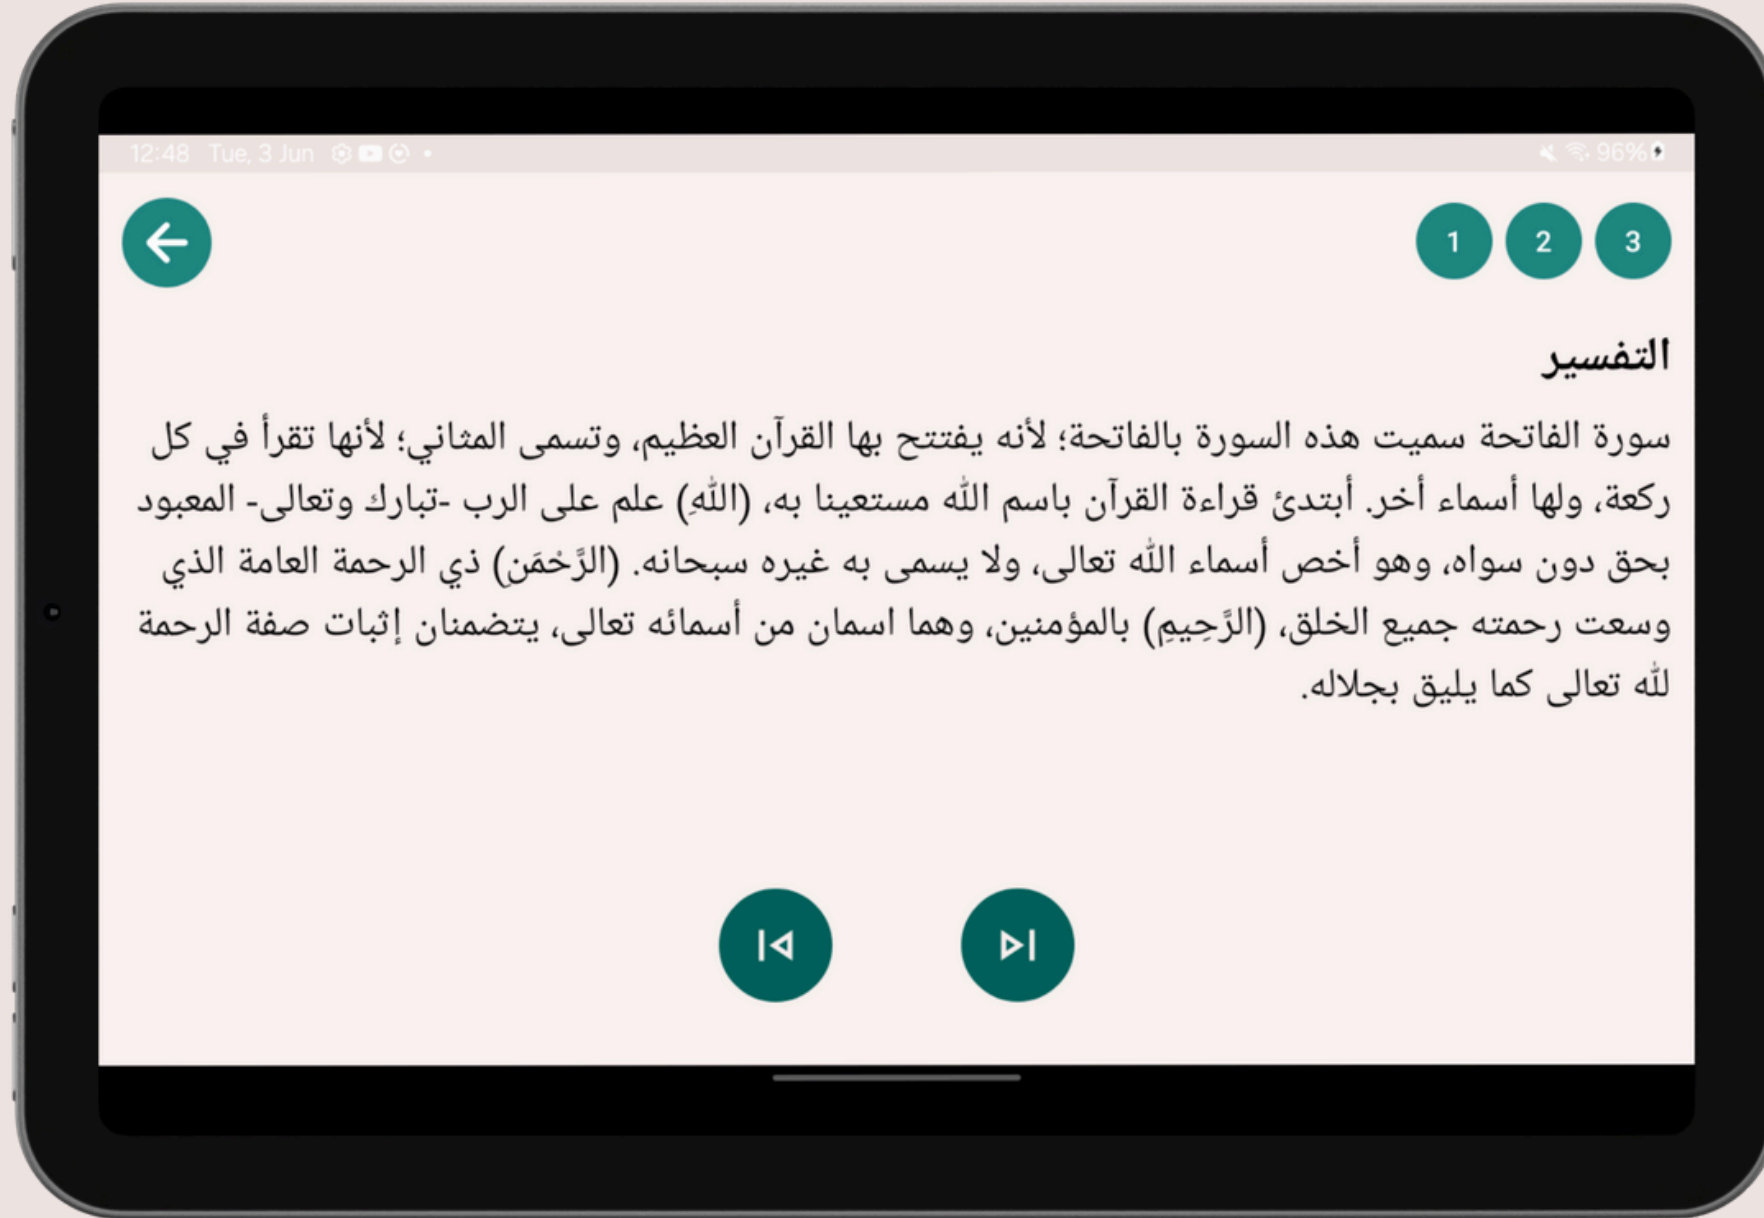 12:48 Tue, 3 Jun
96%
1 2 3
التفسير
سورة الفاتحة سميت هذه السورة بالفاتحة؛ لأنه يفتتح بها القرآن العظيم، وتسمى المثاني؛ لأنها تقرأ في كل
ركعة، ولها أسماء أخر. أبتدئ قراءة القرآن باسم الله مستعينا به، (اللهِ) علم على الرب -تبارك وتعالى- المعبود
بحق دون سواه، وهو أخص أسماء الله تعالى، ولا يسمى به غيره سبحانه. (الرَّحْمَنِ) ذي الرحمة العامة الذي
وسعت رحمته جميع الخلق، (الرَّحِيمِ) بالمؤمنين، وهما اسمان من أسمائه تعالى، يتضمنان إثبات صفة الرحمة
لله تعالى كما يليق بجلاله.